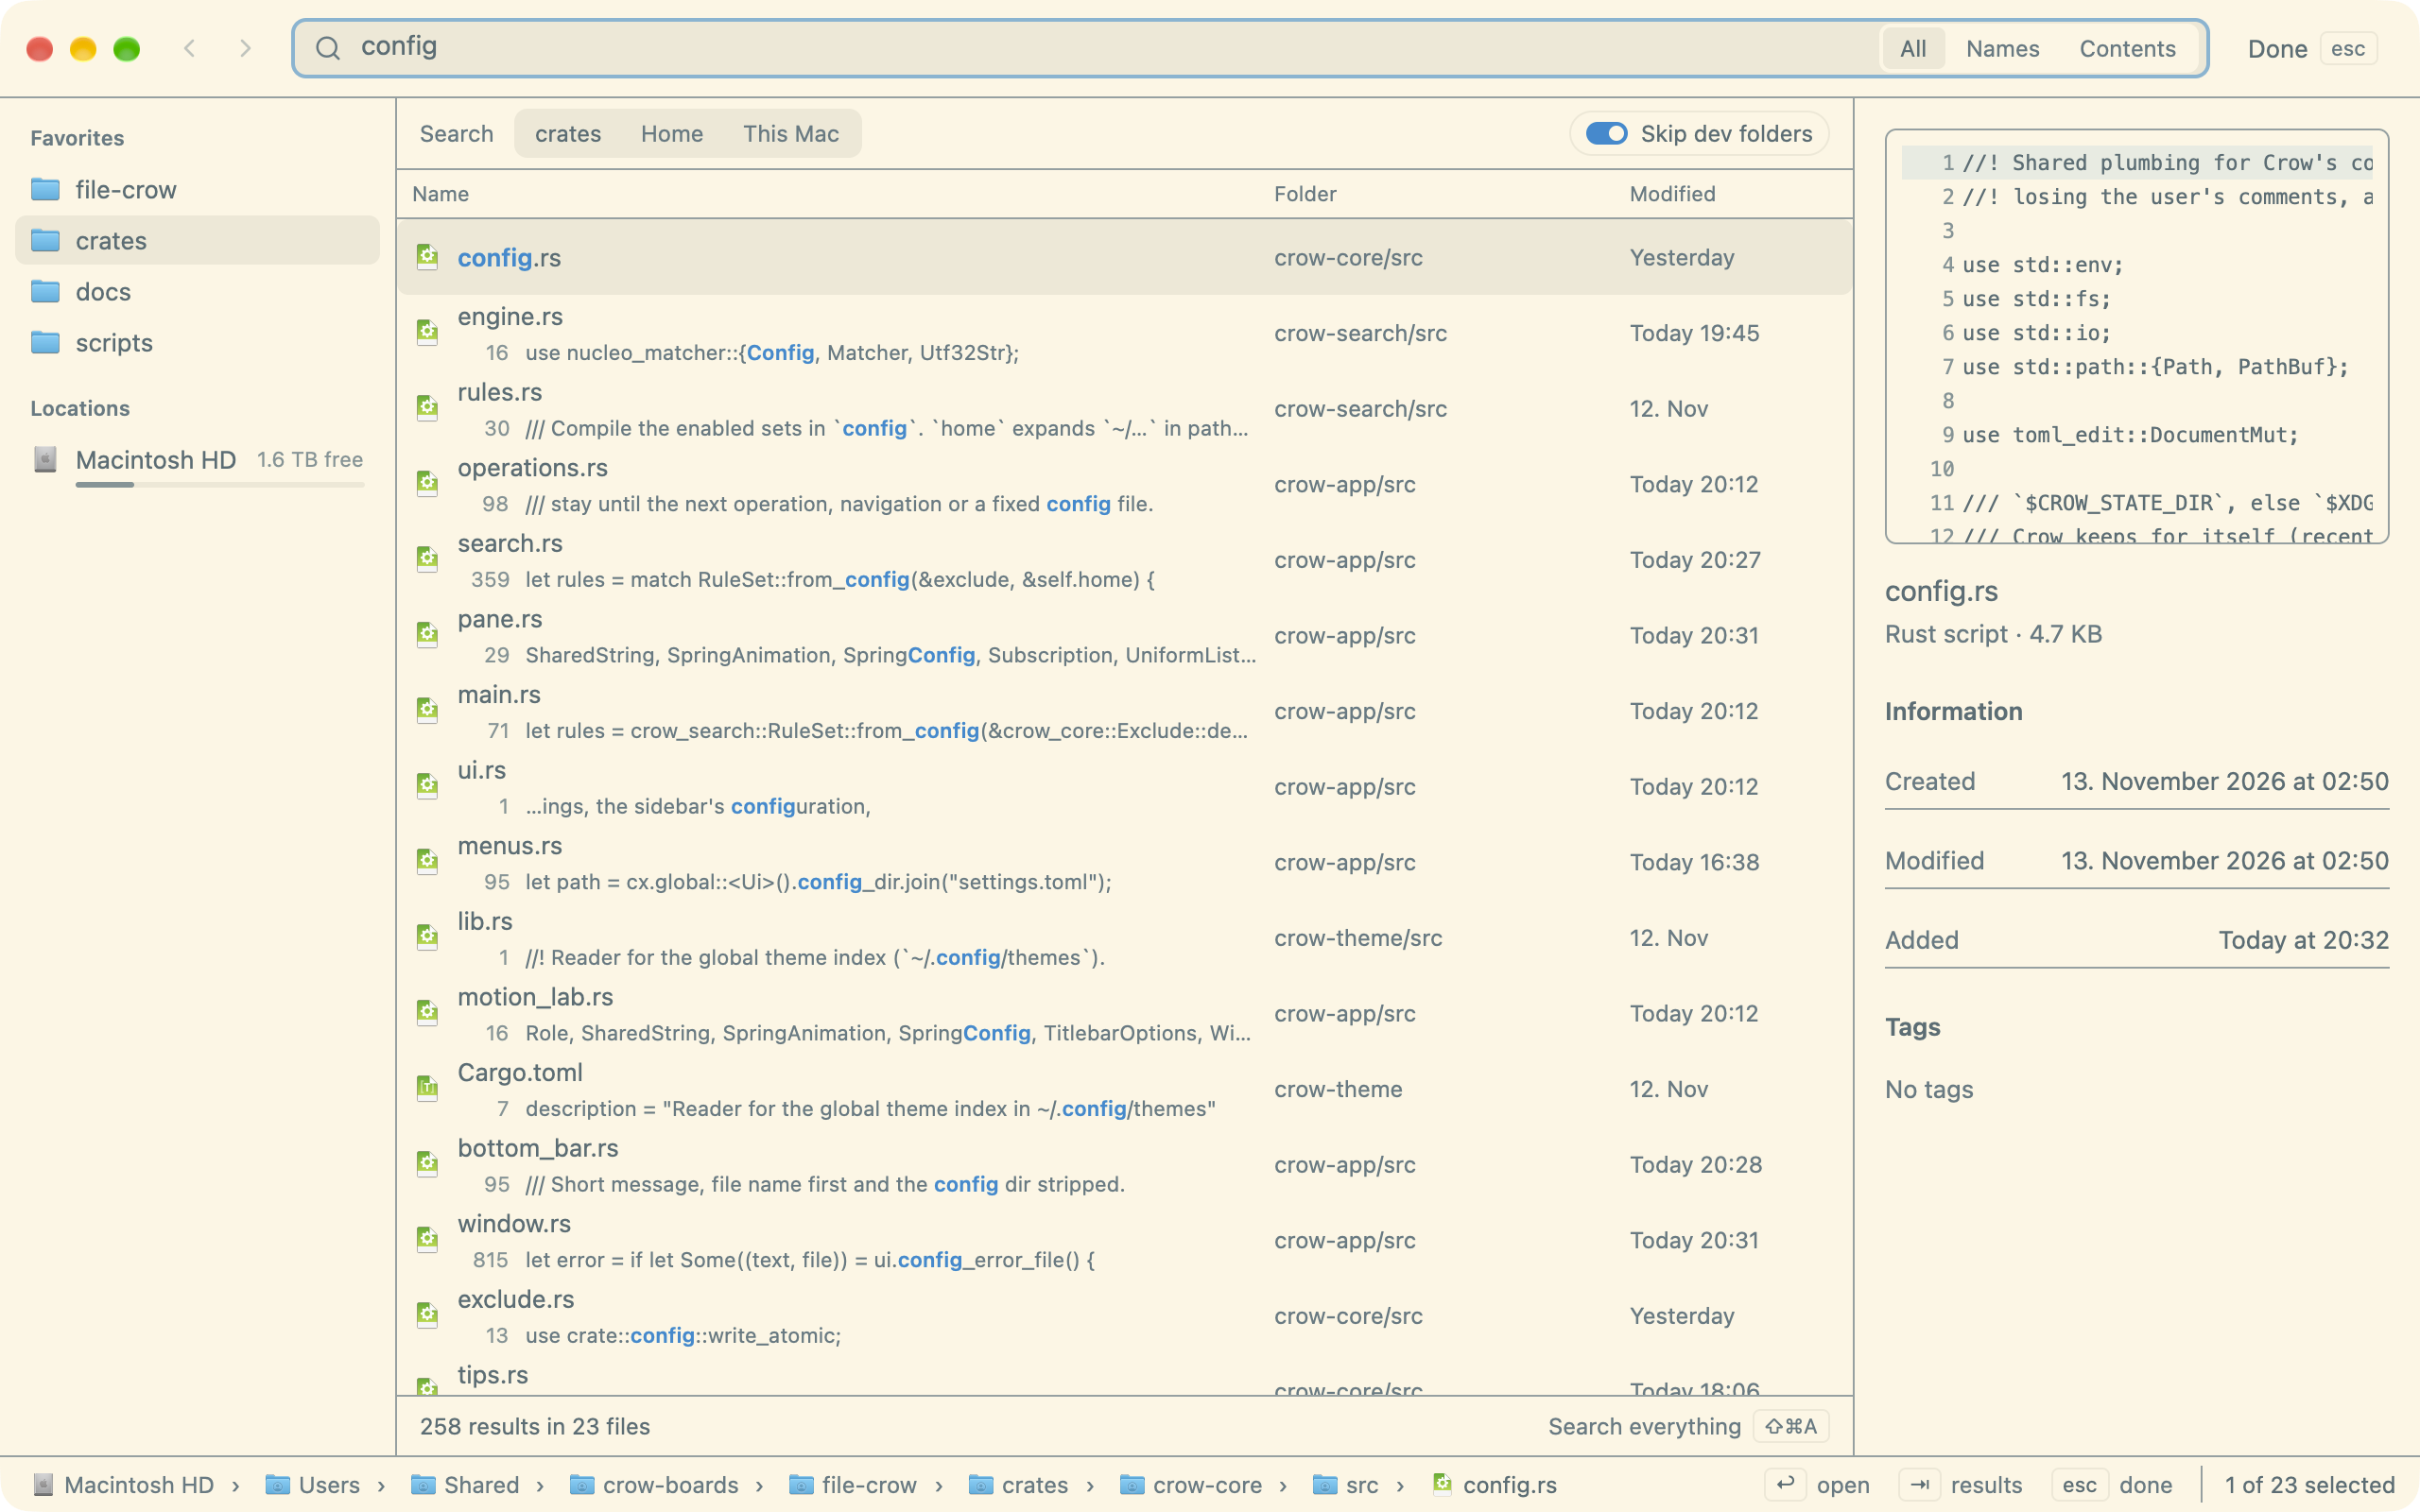 config
All Names Contents
Done esc
Favorites
file-crow
crates
docs
scripts
Locations
Macintosh HD 1.6 TB free
Search crates Home This Mac
Skip dev folders
Name Folder Modified
config.rs crow-core/src Yesterday
engine.rs crow-search/src Today 19:45
16 use nucleo_matcher::{Config, Matcher, Utf32Str};
rules.rs crow-search/src 12. Nov
30 /// Compile the enabled sets in `config`. `home` expands `~/...` in path...
operations.rs crow-app/src Today 20:12
98 /// stay until the next operation, navigation or a fixed config file.
search.rs crow-app/src Today 20:27
359 let rules = match RuleSet::from_config(&exclude, &self.home) {
pane.rs crow-app/src Today 20:31
29 SharedString, SpringAnimation, SpringConfig, Subscription, UniformList...
main.rs crow-app/src Today 20:12
71 let rules = crow_search::RuleSet::from_config(&crow_core::Exclude::de...
ui.rs crow-app/src Today 20:12
1 ...ings, the sidebar's configuration,
menus.rs crow-app/src Today 16:38
95 let path = cx.global::<Ui>().config_dir.join("settings.toml");
lib.rs crow-theme/src 12. Nov
1 //! Reader for the global theme index (`~/.config/themes`).
motion_lab.rs crow-app/src Today 20:12
16 Role, SharedString, SpringAnimation, SpringConfig, TitlebarOptions, Wi...
Cargo.toml crow-theme 12. Nov
7 description = "Reader for the global theme index in ~/.config/themes"
bottom_bar.rs crow-app/src Today 20:28
95 /// Short message, file name first and the config dir stripped.
window.rs crow-app/src Today 20:31
815 let error = if let Some((text, file)) = ui.config_error_file() {
exclude.rs crow-core/src Yesterday
13 use crate::config::write_atomic;
tips.rs crow-core/src Today 18:06
258 results in 23 files
Search everything ⇧⌘A
1 //! Shared plumbing for Crow's co
2 //! losing the user's comments, a
3
4 use std::env;
5 use std::fs;
6 use std::io;
7 use std::path::{Path, PathBuf};
8
9 use toml_edit::DocumentMut;
10
11 /// `$CROW_STATE_DIR`, else `$XDG
12 /// Crow keeps for itself (recent
config.rs
Rust script · 4.7 KB
Information
Created 13. November 2026 at 02:50
Modified 13. November 2026 at 02:50
Added Today at 20:32
Tags
No tags
Macintosh HD › Users › Shared › crow-boards › file-crow › crates › crow-core › src › config.rs
↩ open ⇥ results esc done 1 of 23 selected